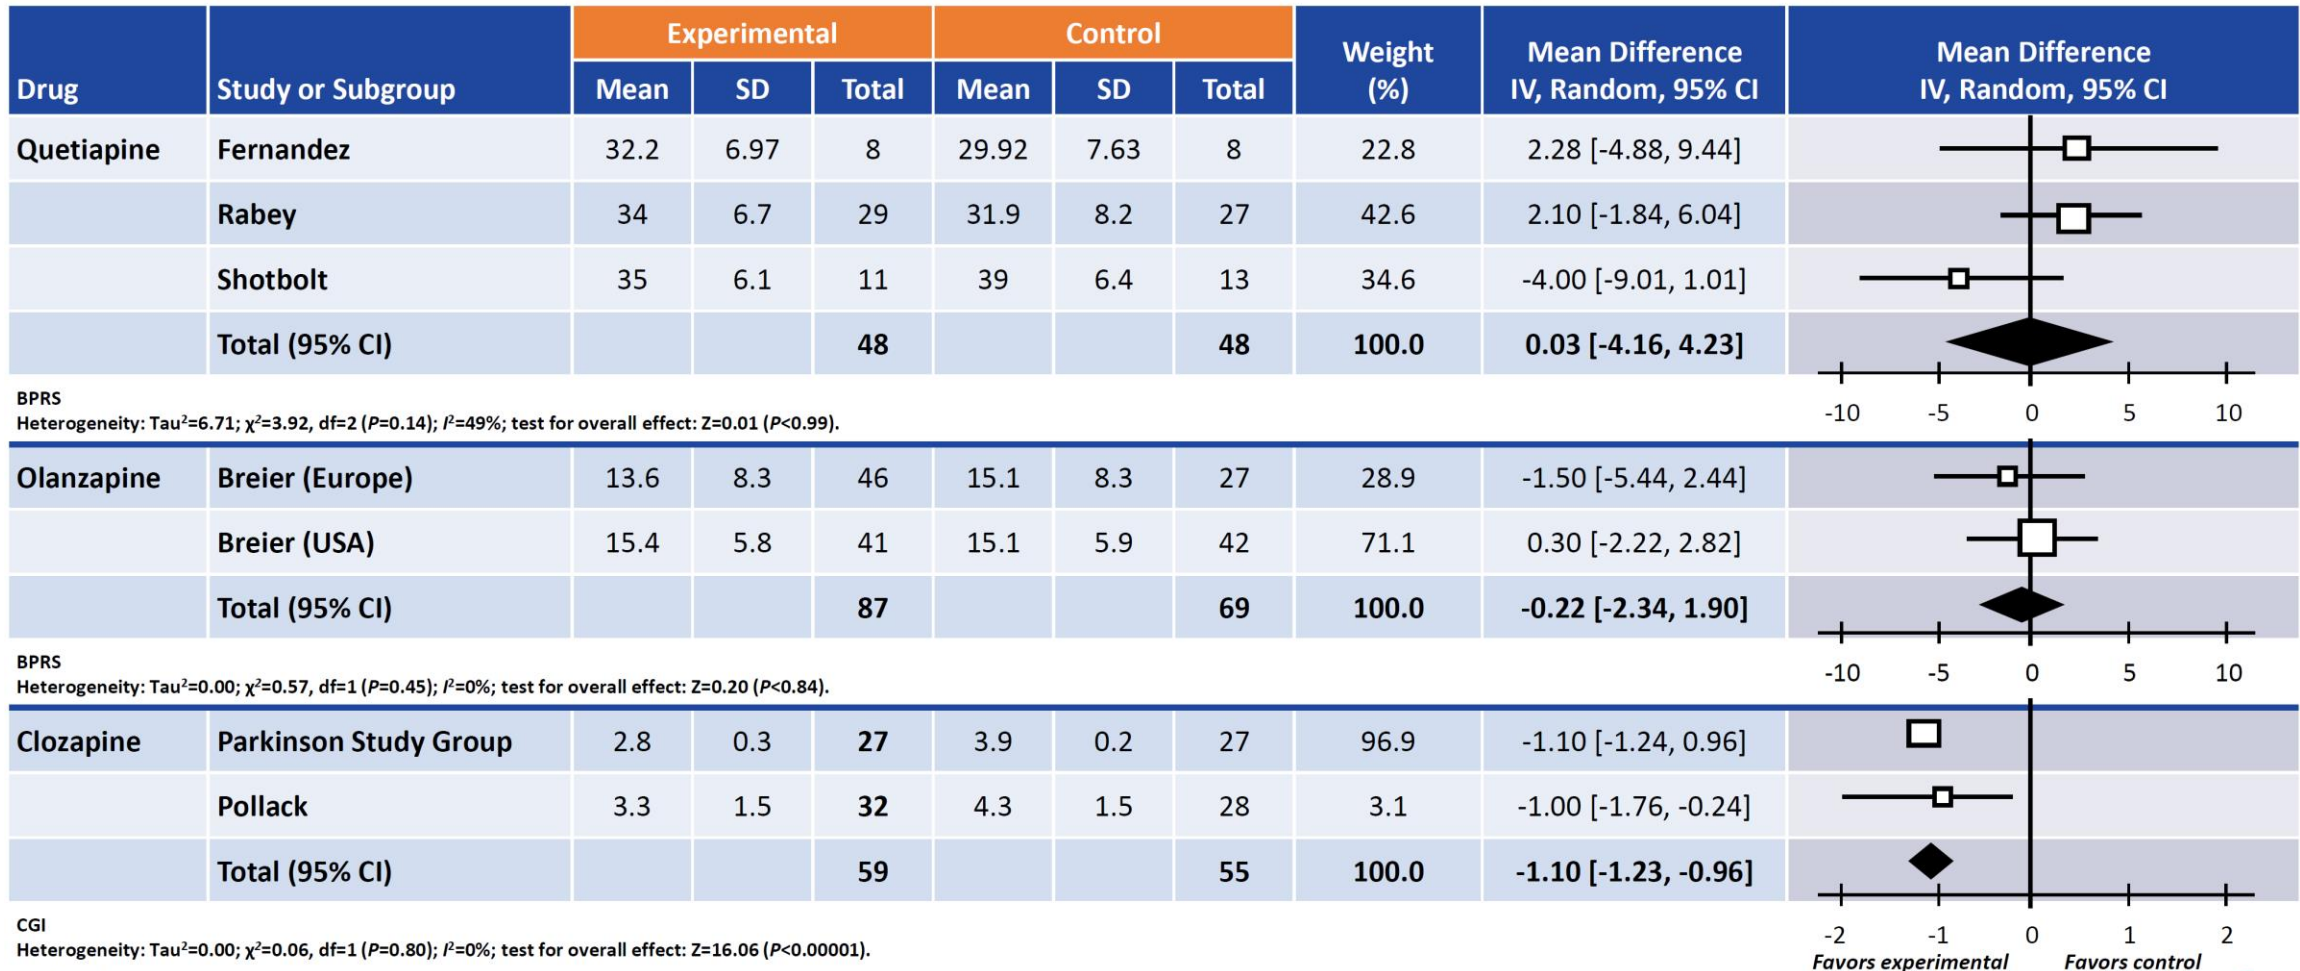 Drug Study or Subgroup Experimental Control Weight (%) Mean Difference IV, Random, 95% CI Mean Difference IV, Random, 95% CI
Mean SD Total Mean SD Total
Quetiapine Fernandez 32.2 6.97 8 29.92 7.63 8 22.8 2.28 [-4.88, 9.44]
Rabey 34 6.7 29 31.9 8.2 27 42.6 2.10 [-1.84, 6.04]
Shotbolt 35 6.1 11 39 6.4 13 34.6 -4.00 [-9.01, 1.01]
Total (95% CI) 48 48 100.0 0.03 [-4.16, 4.23]
-10 -5 0 5 10
BPRS
Heterogeneity: Tau²=6.71; χ²=3.92, df=2 (P=0.14); I²=49%; test for overall effect: Z=0.01 (P<0.99).
Olanzapine Breier (Europe) 13.6 8.3 46 15.1 8.3 27 28.9 -1.50 [-5.44, 2.44]
Breier (USA) 15.4 5.8 41 15.1 5.9 42 71.1 0.30 [-2.22, 2.82]
Total (95% CI) 87 69 100.0 -0.22 [-2.34, 1.90]
BPRS
-10 -5 0 5 10
Heterogeneity: Tau²=0.00; χ²=0.57, df=1 (P=0.45); I²=0%; test for overall effect: Z=0.20 (P<0.84).
Clozapine Parkinson Study Group 2.8 0.3 27 3.9 0.2 27 96.9 -1.10 [-1.24, 0.96]
Pollack 3.3 1.5 32 4.3 1.5 28 3.1 -1.00 [-1.76, -0.24]
Total (95% CI) 59 55 100.0 -1.10 [-1.23, -0.96]
CGI
-2 -1 0 1 2
Heterogeneity: Tau²=0.00; χ²=0.06, df=1 (P=0.80); I²=0%; test for overall effect: Z=16.06 (P<0.00001).
Favors experimental Favors control